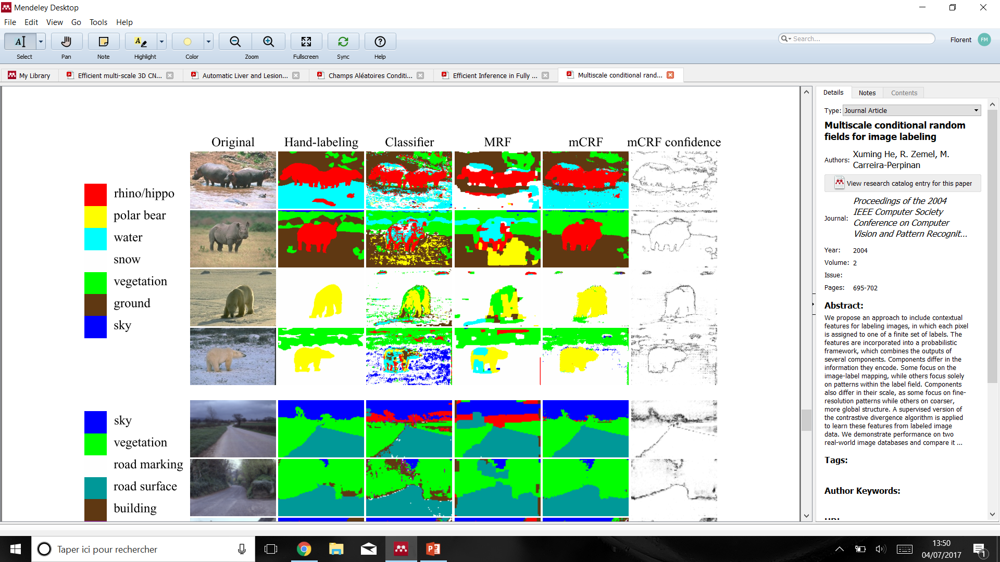 Mendeley Desktop
File Edit View Go Tools Help
Select Pan Note Highlight Color Zoom Fullscreen Sync Help
Search...
Florent FM
My Library
Efficient multi-scale 3D CN...
Automatic Liver and Lesion...
Champs Aléatoires Conditi...
Efficient Inference in Fully ...
Multiscale conditional rand...
Original Hand-labeling Classifier MRF mCRF mCRF confidence
rhino/hippo
polar bear
water
snow
vegetation
ground
sky
sky
vegetation
road marking
road surface
building
Details Notes Contents
Type: Journal Article
Multiscale conditional random
fields for image labeling
Authors: Xuming He, R. Zemel, M.
Carreira-Perpinan
View research catalog entry for this paper
Journal: Proceedings of the 2004
IEEE Computer Society
Conference on Computer
Vision and Pattern Recognit...
Year: 2004
Volume: 2
Issue:
Pages: 695-702
Abstract:
We propose an approach to include contextual
features for labeling images, in which each pixel
is assigned to one of a finite set of labels. The
features are incorporated into a probabilistic
framework, which combines the outputs of
several components. Components differ in the
information they encode. Some focus on the
image-label mapping, while others focus solely
on patterns within the label field. Components
also differ in their scale, as some focus on fine-
resolution patterns while others on coarser,
more global structure. A supervised version of
the contrastive divergence algorithm is applied
to learn these features from labeled image
data. We demonstrate performance on two
real-world image databases and compare it ...
Tags:
Author Keywords:
Taper ici pour rechercher
13:50
04/07/2017
1